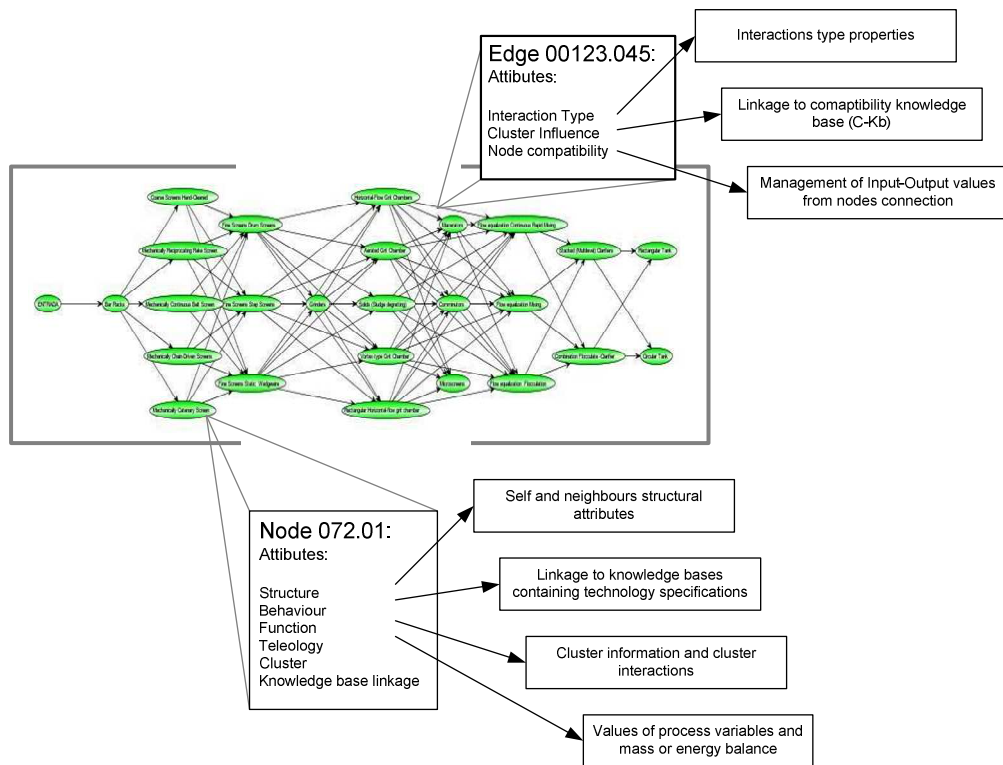 Edge 00123.045:
Attibutes:
Interaction Type
Cluster Influence
Node compatibility
Interactions type properties
Linkage to comaptibility knowledge
base (C-Kb)
Management of Input-Output values
from nodes connection
ENTRADA
Bar Racks
Coarse Screens Hand-Cleaned
Mechanically Reciprocating Rake Screen
Mechanically Continuous Belt Screen
Mechanically Chain-Driven Screens
Mechanically Catenary Screen
Fine Screens Drum Screens
Fine Screens Step Screens
Fine Screens Static Wedgewire
Grinders
Horizontal-Flow Grit Chambers
Aerated Grit Chamber
Solids (Sludge degritting)
Vortex-type Grit Chamber
Rectangular Horizontal-Flow grit chamber
Macerators
Comminutors
Microscreens
Flow equalization Continuous Rapid Mixing
Flow equalization Mixing
Flow equalization Flocculation
Stacked (Multilevel) Clarifiers
Combination Flocculator-Clarifier
Rectangular Tank
Circular Tank
Node 072.01:
Attibutes:
Structure
Behaviour
Function
Teleology
Cluster
Knowledge base linkage
Self and neighbours structural
attributes
Linkage to knowledge bases
containing technology specifications
Cluster information and cluster
interactions
Values of process variables and
mass or energy balance